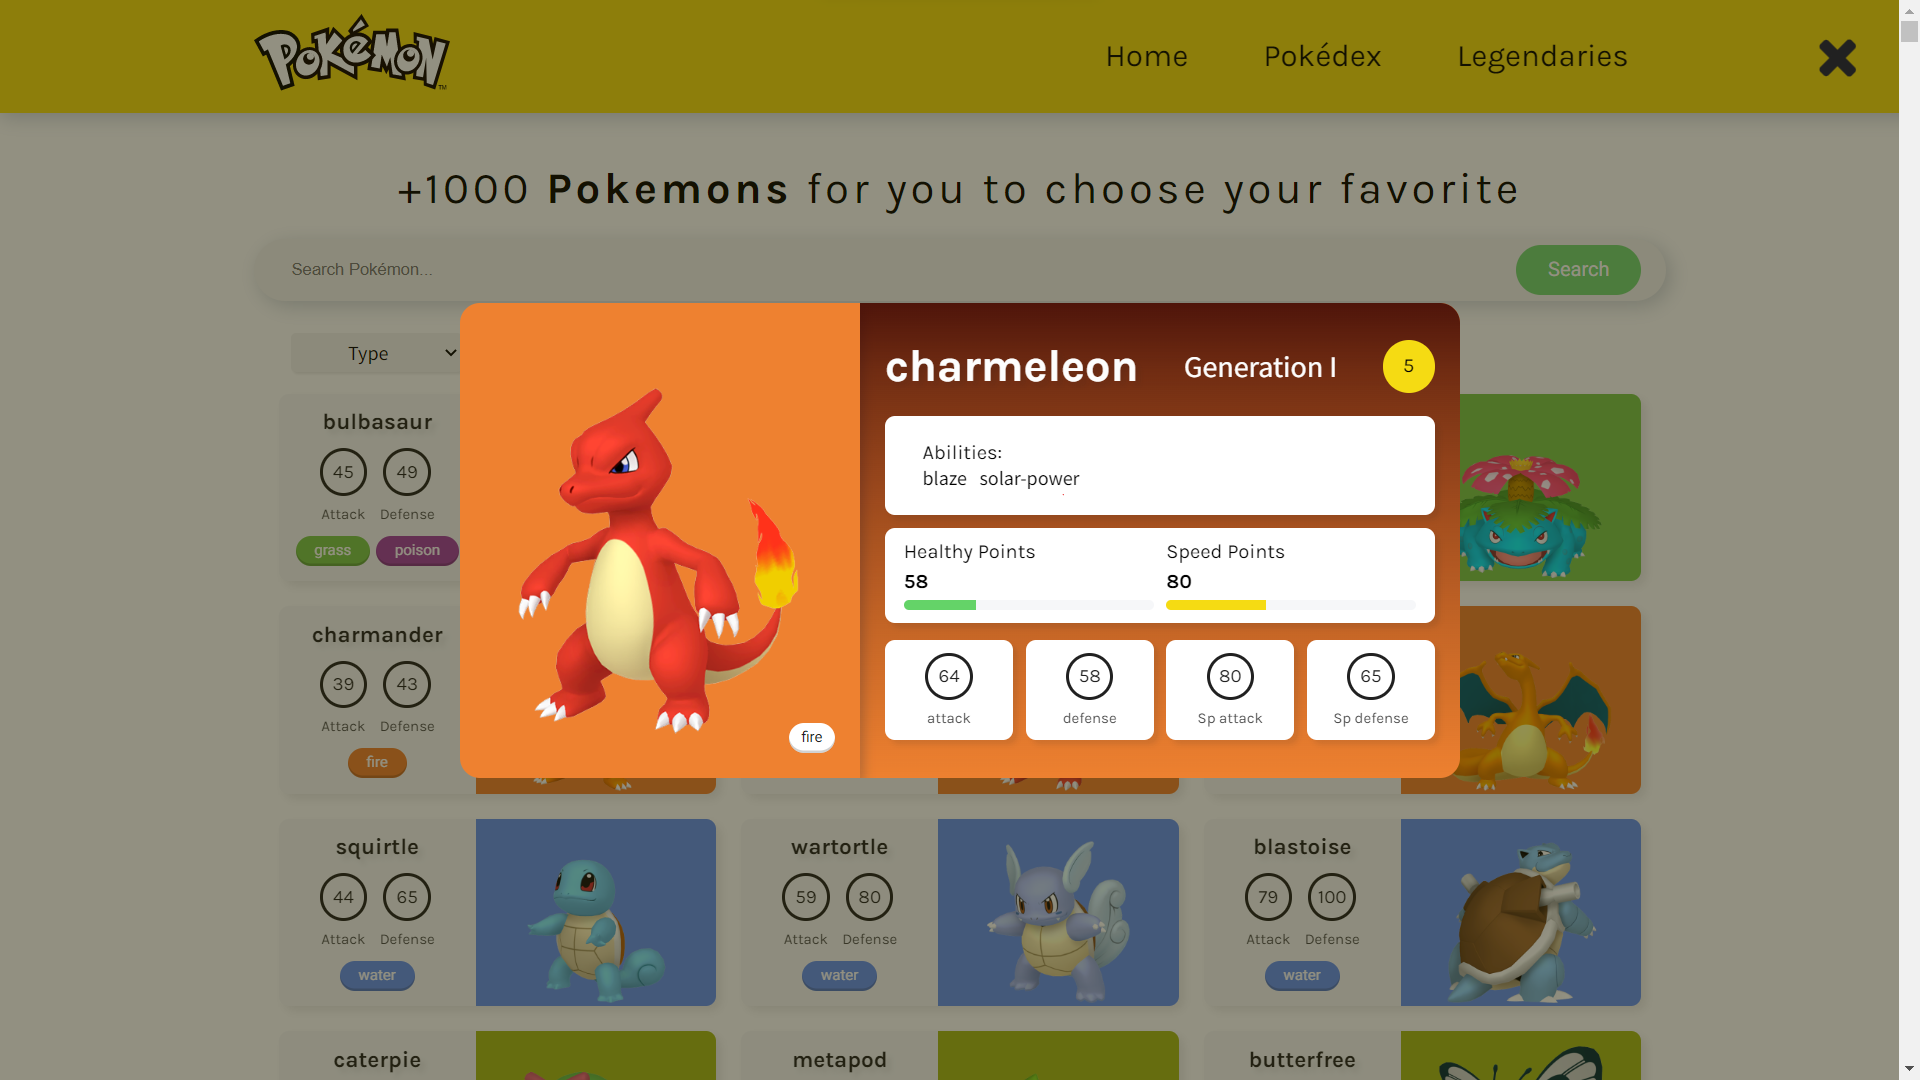 POKéMON
TM
Home Pokédex Legendaries
+1000 Pokemons for you to choose your favorite
Search Pokémon...
Search
Type
charmeleon Generation I 5
Abilities:
blaze solar-power
Healthy Points
58
Speed Points
80
64
attack
58
defense
80
Sp attack
65
Sp defense
fire
bulbasaur
45 49
Attack Defense
grass poison
charmander
39 43
Attack Defense
fire
squirtle
44 65
Attack Defense
water
wartortle
59 80
Attack Defense
water
blastoise
79 100
Attack Defense
water
caterpie
metapod
butterfree